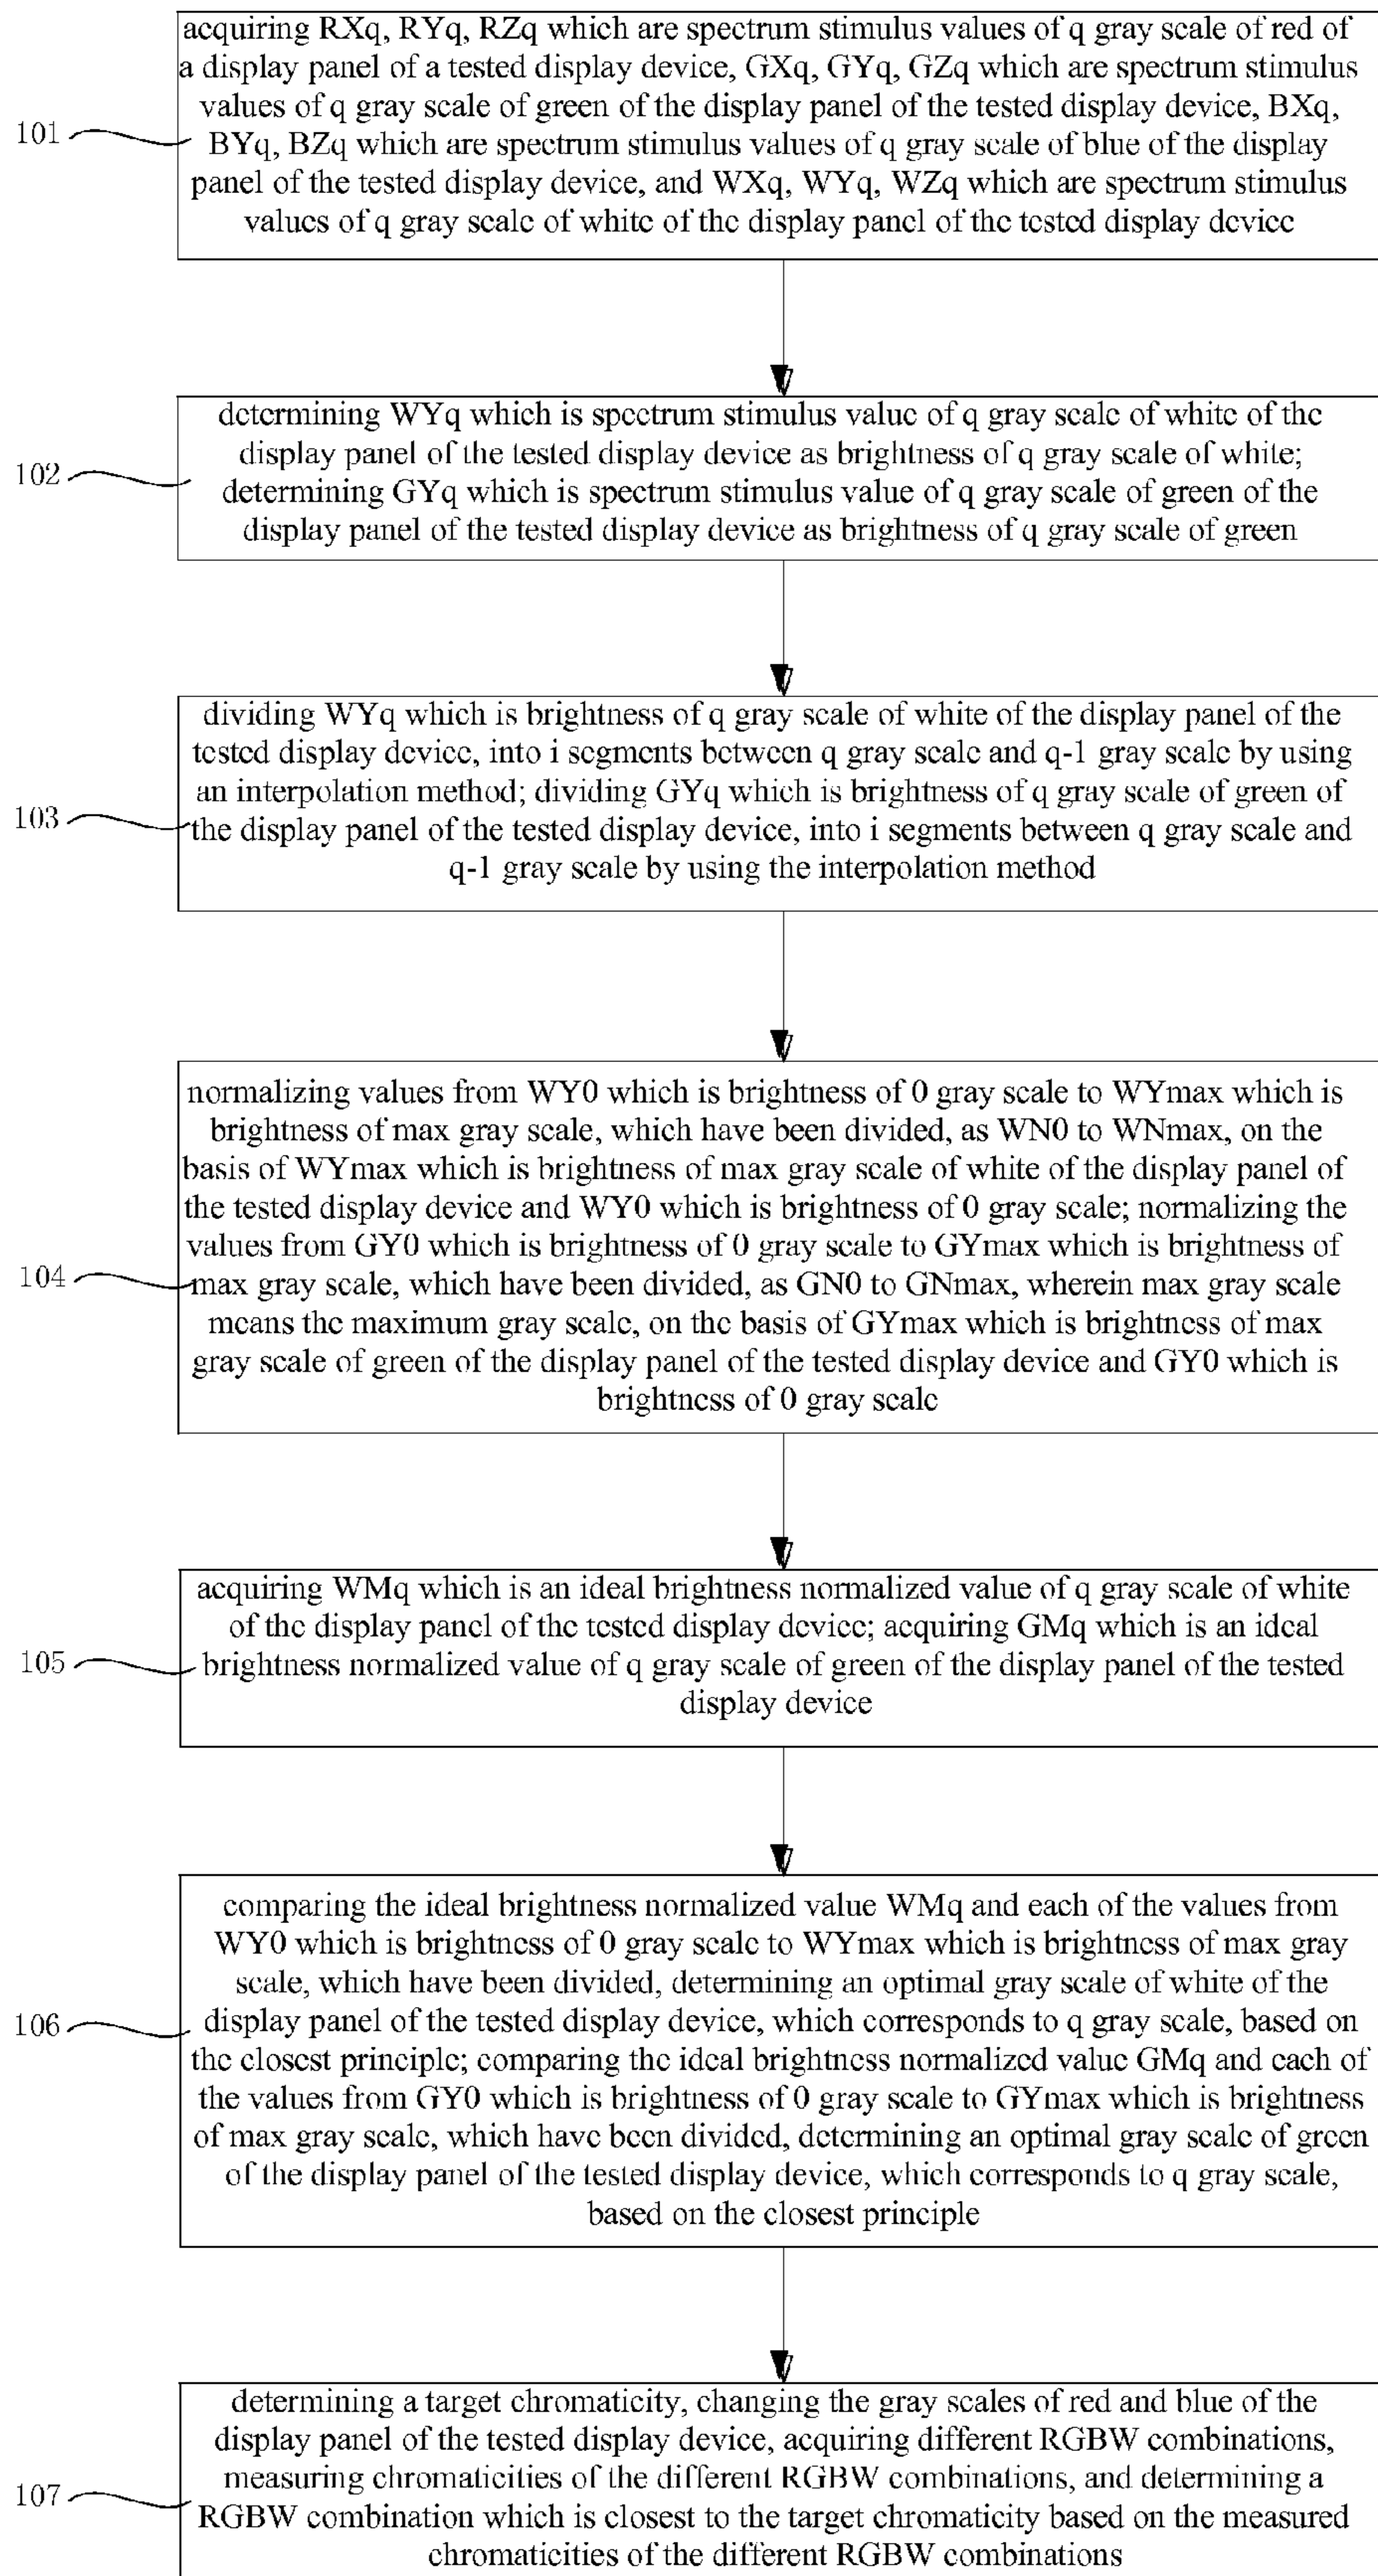 acquiring RXq, RYq, RZq which are spectrum stimulus values of q gray scale of red of
a display panel of a tested display device, GXq, GYq, GZq which are spectrum stimulus
values of q gray scale of green of the display panel of the tested display device, BXq,
101
BYq, BZq which are spectrum stimulus values of q gray scale of blue of the display
panel of the tested display device, and WXq, WYq, WZq which are spectrum stimulus
values of q gray scale of white of the display panel of the tested display device
determining WYq which is spectrum stimulus value of q gray scale of white of the
display panel of the tested display device as brightness of q gray scale of white;
102
determining GYq which is spectrum stimulus value of q gray scale of green of the
display panel of the tested display device as brightness of q gray scale of green
dividing WYq which is brightness of q gray scale of white of the display panel of the
tested display device, into i segments between q gray scale and q-1 gray scale by using
an interpolation method; dividing GYq which is brightness of q gray scale of green of
103
the display panel of the tested display device, into i segments between q gray scale and
q-1 gray scale by using the interpolation method
normalizing values from WY0 which is brightness of 0 gray scale to WYmax which is
brightness of max gray scale, which have been divided, as WN0 to WNmax, on the
basis of WYmax which is brightness of max gray scale of white of the display panel of
the tested display device and WY0 which is brightness of 0 gray scale; normalizing the
values from GY0 which is brightness of 0 gray scale to GYmax which is brightness of
104
max gray scale, which have been divided, as GN0 to GNmax, wherein max gray scale
means the maximum gray scale, on the basis of GYmax which is brightness of max
gray scale of green of the display panel of the tested display device and GY0 which is
brightness of 0 gray scale
acquiring WMq which is an ideal brightness normalized value of q gray scale of white
of the display panel of the tested display device; acquiring GMq which is an ideal
105
brightness normalized value of q gray scale of green of the display panel of the tested
display device
comparing the ideal brightness normalized value WMq and each of the values from
WY0 which is brightness of 0 gray scale to WYmax which is brightness of max gray
scale, which have been divided, determining an optimal gray scale of white of the
106
display panel of the tested display device, which corresponds to q gray scale, based on
the closest principle; comparing the ideal brightness normalized value GMq and each of
the values from GY0 which is brightness of 0 gray scale to GYmax which is brightness
of max gray scale, which have been divided, determining an optimal gray scale of green
of the display panel of the tested display device, which corresponds to q gray scale,
based on the closest principle
determining a target chromaticity, changing the gray scales of red and blue of the
display panel of the tested display device, acquiring different RGBW combinations,
measuring chromaticities of the different RGBW combinations, and determining a
107
RGBW combination which is closest to the target chromaticity based on the measured
chromaticities of the different RGBW combinations